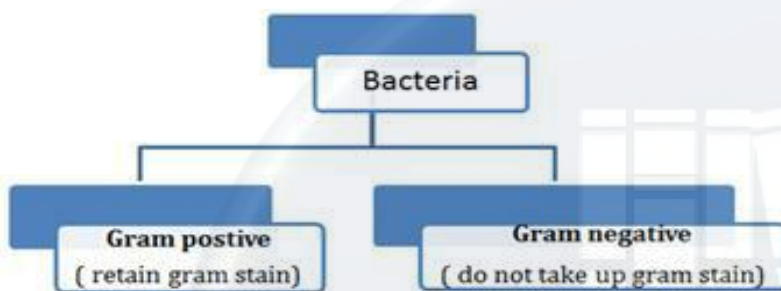 Bacteria
Gram postive
( retain gram stain)
Gram negative
( do not take up gram stain)